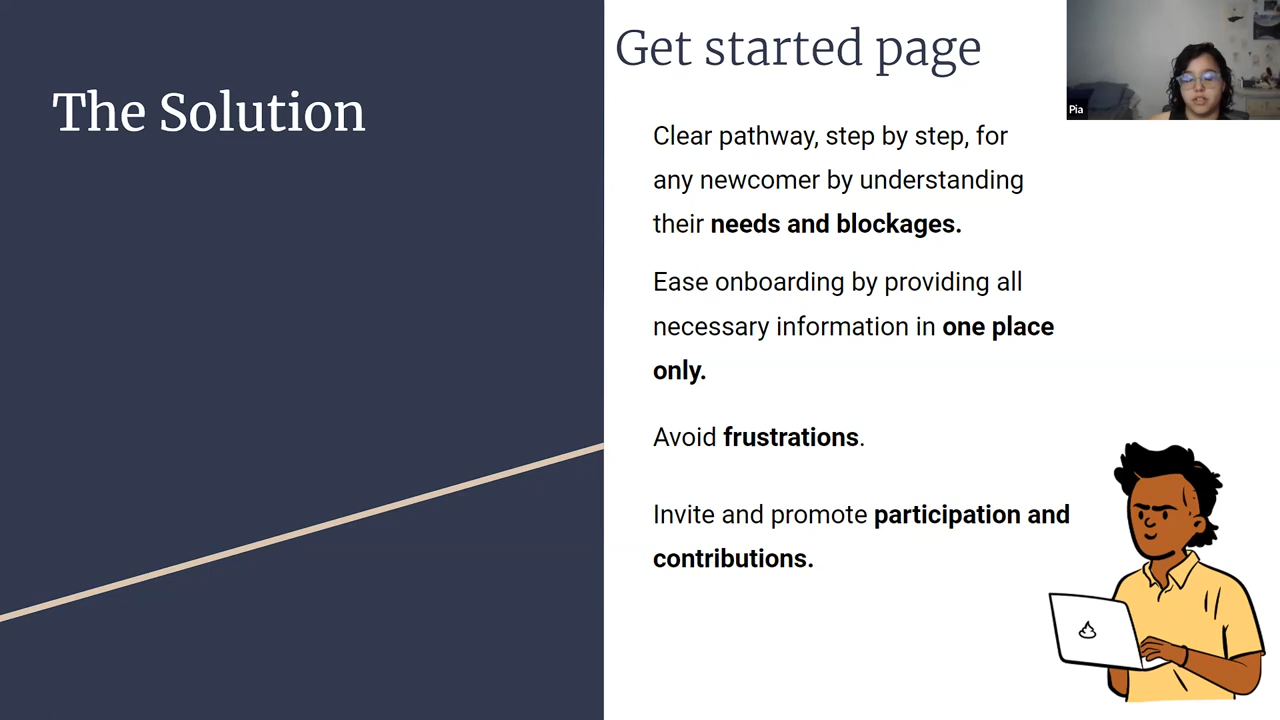 The Solution
Get started page
Pia
Clear pathway, step by step, for
any newcomer by understanding
their needs and blockages.
Ease onboarding by providing all
necessary information in one place
only.
Avoid frustrations.
Invite and promote participation and
contributions.